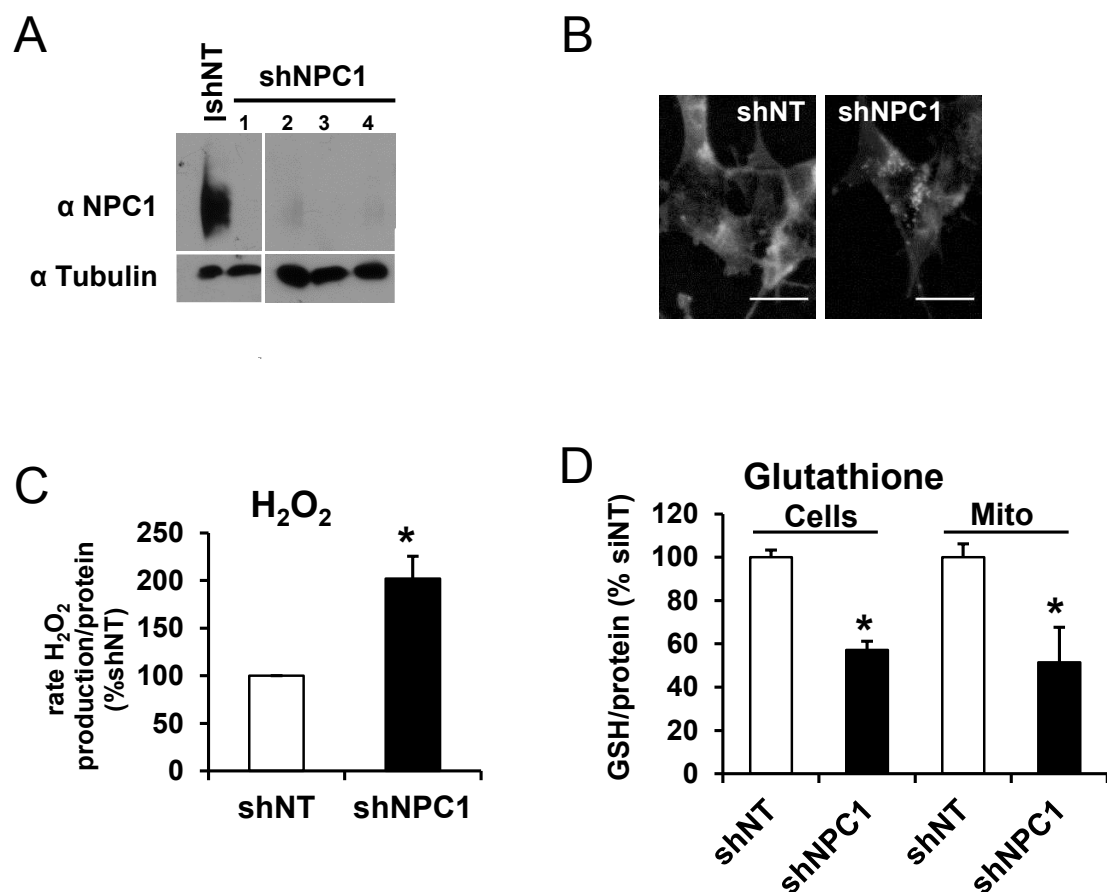 A
shNT
shNPC1
1 2 3 4
α NPC1
α Tubulin
B
shNT shNPC1
C
H₂O₂
rate H₂O₂
production/protein
(%shNT)
250
200
150
100
50
0
*
shNT shNPC1
D
Glutathione
Cells Mito
GSH/protein (% siNT)
120
100
80
60
40
20
0
* *
shNT shNPC1 shNT shNPC1